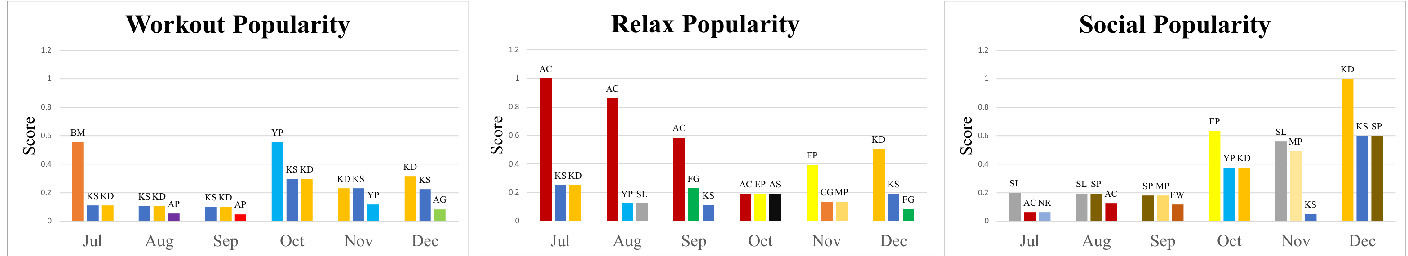 Workout Popularity
Score
1.2
1
0.8
0.6
0.4
0.2
0
BM
KS KD
KS KD
AP
KS KD
AP
YP
KS KD
KD KS
YP
KD
KS
AG
Jul Aug Sep Oct Nov Dec
Relax Popularity
Score
1.2
1
0.8
0.6
0.4
0.2
0
AC
KS KD
AC
YP SL
AC
FG
KS
AC EP AS
EP
CG MP
KD
KS
FG
Jul Aug Sep Oct Nov Dec
Social Popularity
Score
1.2
1
0.8
0.6
0.4
0.2
0
SL
AC NR
SL SP
AC
SP MP
FW
EP
YP KD
SL
MP
KS
KD
KS SP
Jul Aug Sep Oct Nov Dec